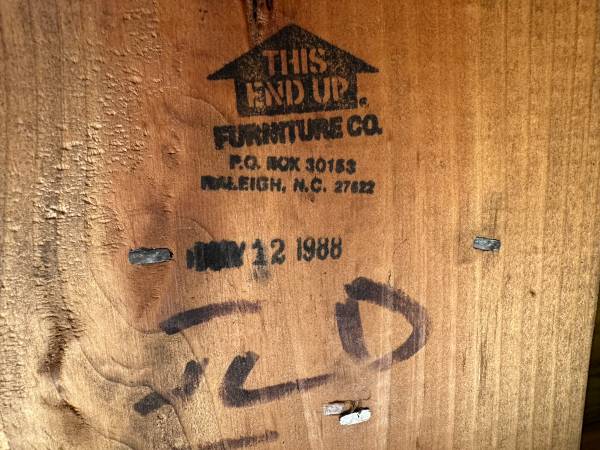 THIS
END UP
FURNITURE CO.
P.O. BOX 30153
RALEIGH, N.C. 27622
12 1988